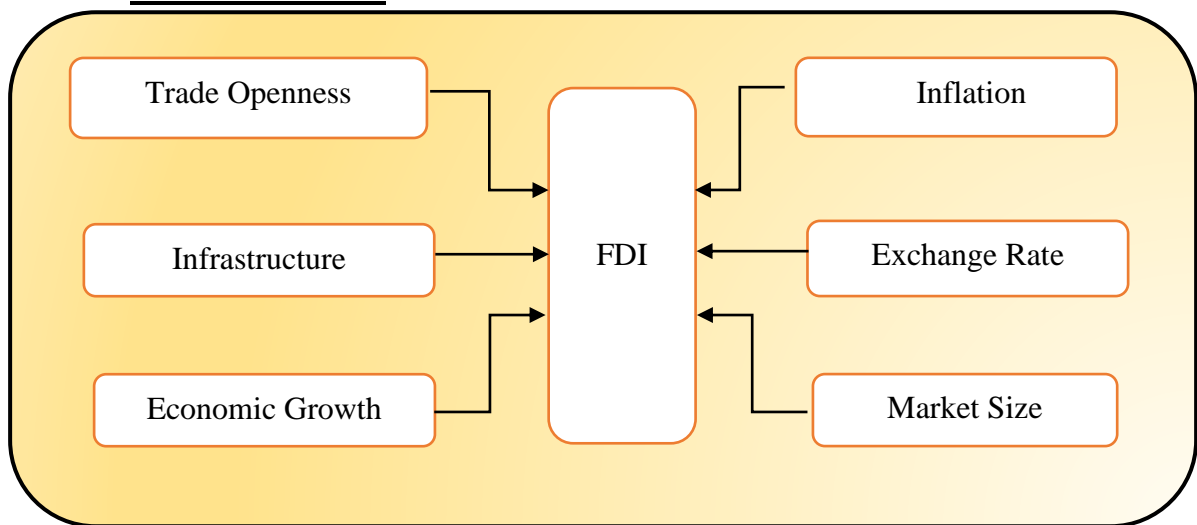 Trade Openness
Inflation
Infrastructure
FDI
Exchange Rate
Economic Growth
Market Size